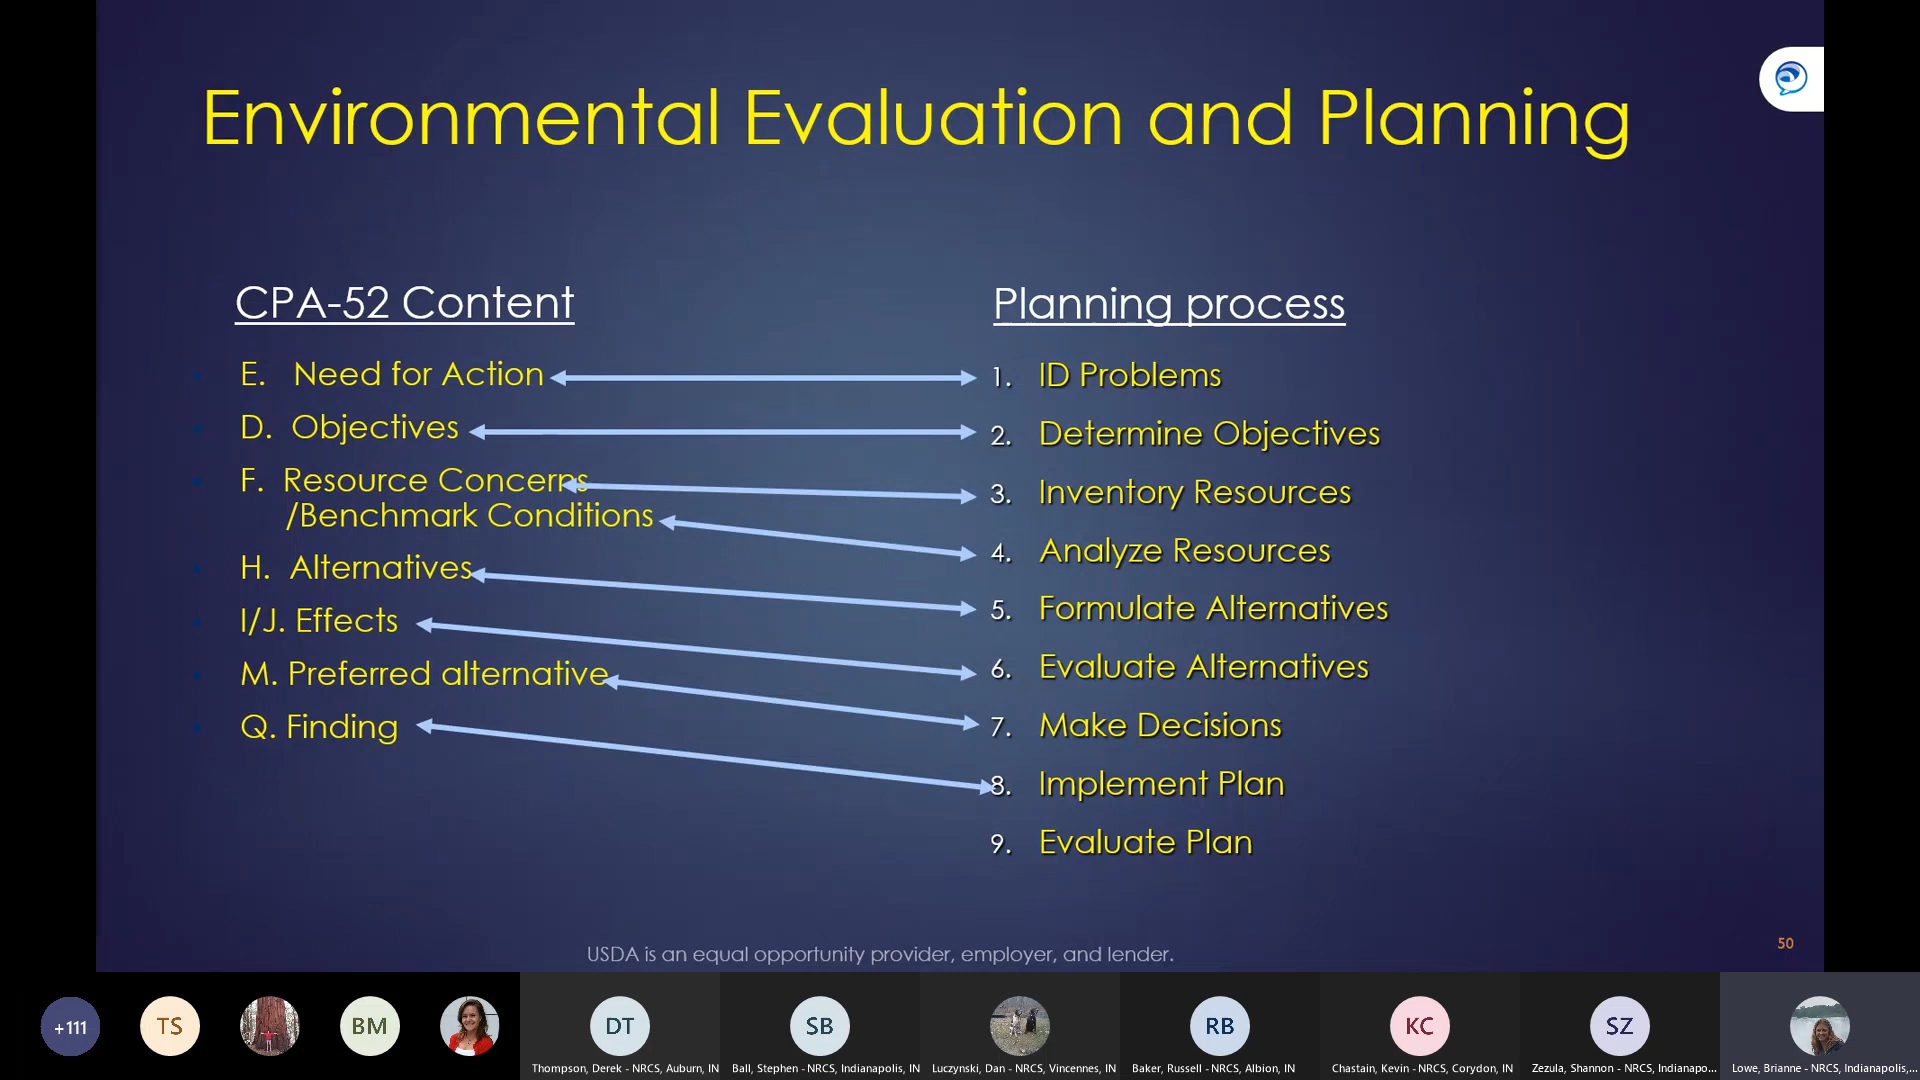 Environmental Evaluation and Planning
CPA-52 Content
E. Need for Action
D. Objectives
F. Resource Concerns
/Benchmark Conditions
H. Alternatives
I/J. Effects
M. Preferred alternative
Q. Finding
Planning process
1. ID Problems
2. Determine Objectives
3. Inventory Resources
4. Analyze Resources
5. Formulate Alternatives
6. Evaluate Alternatives
7. Make Decisions
8. Implement Plan
9. Evaluate Plan
USDA is an equal opportunity provider, employer, and lender.
50
+111
TS
BM
DT
SB
RB
KC
SZ
Thompson, Derek - NRCS, Auburn, IN
Ball, Stephen - NRCS, Indianapolis, IN
Luczynski, Dan - NRCS, Vincennes, IN
Baker, Russell - NRCS, Albion, IN
Chastain, Kevin - NRCS, Corydon, IN
Zezula, Shannon - NRCS, Indianapo...
Lowe, Brianne - NRCS, Indianapolis,...